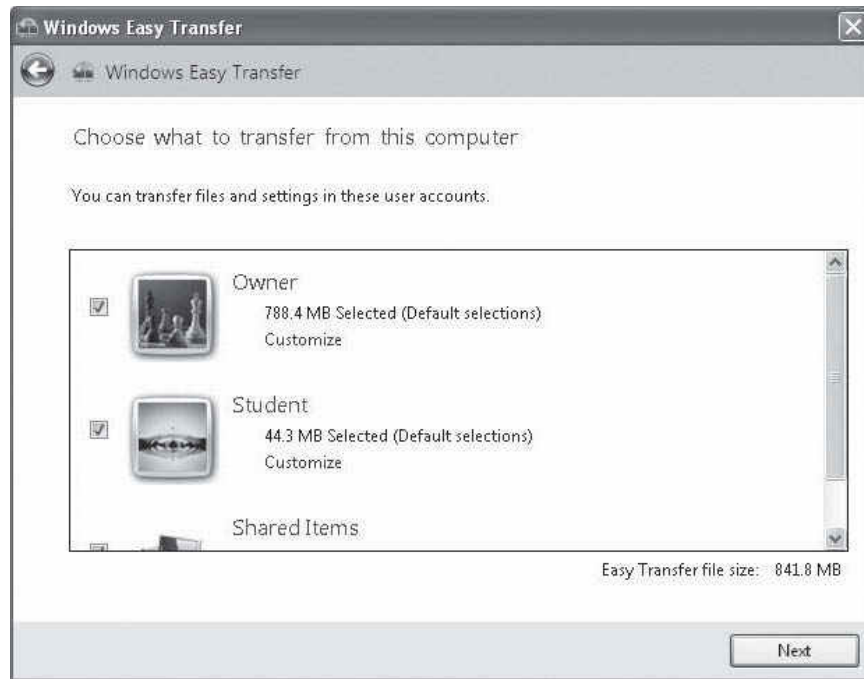 Windows Easy Transfer
Windows Easy Transfer
Choose what to transfer from this computer
You can transfer files and settings in these user accounts.
Owner
788.4 MB Selected (Default selections)
Customize
Student
44.3 MB Selected (Default selections)
Customize
Shared Items
Easy Transfer file size: 841.8 MB
Next